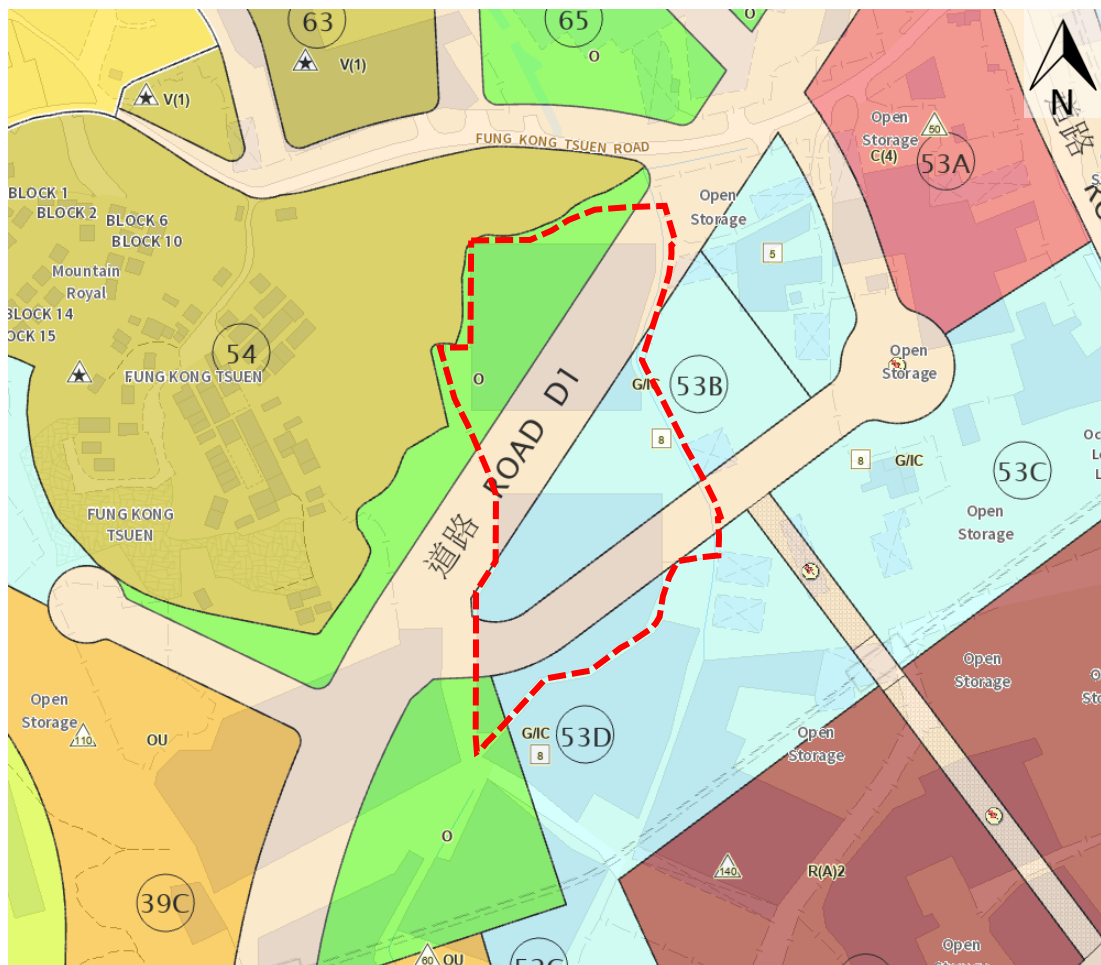 63
65
O
O
V(1)
V(1)
N
道路
FUNG KONG TSUEN ROAD
Open
Storage
50
C(4)
53A
BLOCK 1
BLOCK 2
BLOCK 6
BLOCK 10
Open
Storage
5
Mountain
Royal
BLOCK 14
54
FUNG KONG TSUEN
O
道路 ROAD D1
G/IC
53B
8
Open
Storage
8
G/IC
53C
Open
Storage
FUNG KONG
TSUEN
Open
Storage
110
OU
G/IC
8
53D
Open
Storage
Open
Storage
O
140
R(A)2
39C
60
OU
Open
Storage